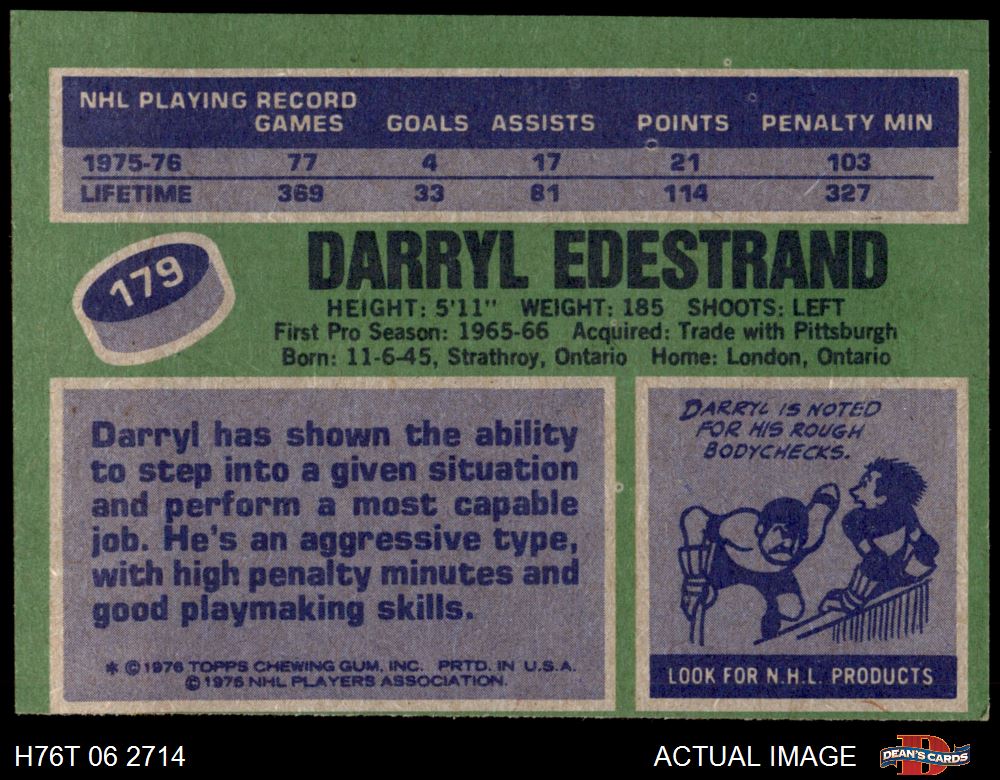 NHL PLAYING RECORD
GAMES GOALS ASSISTS POINTS PENALTY MIN
1975-76 77 4 17 21 103
LIFETIME 369 33 81 114 327
179
DARRYL EDESTRAND
HEIGHT: 5'11" WEIGHT: 185 SHOOTS: LEFT
First Pro Season: 1965-66 Acquired: Trade with Pittsburgh
Born: 11-6-45, Strathroy, Ontario Home: London, Ontario
Darryl has shown the ability
to step into a given situation
and perform a most capable
job. He's an aggressive type,
with high penalty minutes and
good playmaking skills.
* © 1976 TOPPS CHEWING GUM, INC. PRTD. IN U.S.A.
© 1975 NHL PLAYERS ASSOCIATION.
DARRYL IS NOTED
FOR HIS ROUGH
BODYCHECKS.
LOOK FOR N.H.L. PRODUCTS
H76T 06 2714
ACTUAL IMAGE
D
DEAN'S CARDS